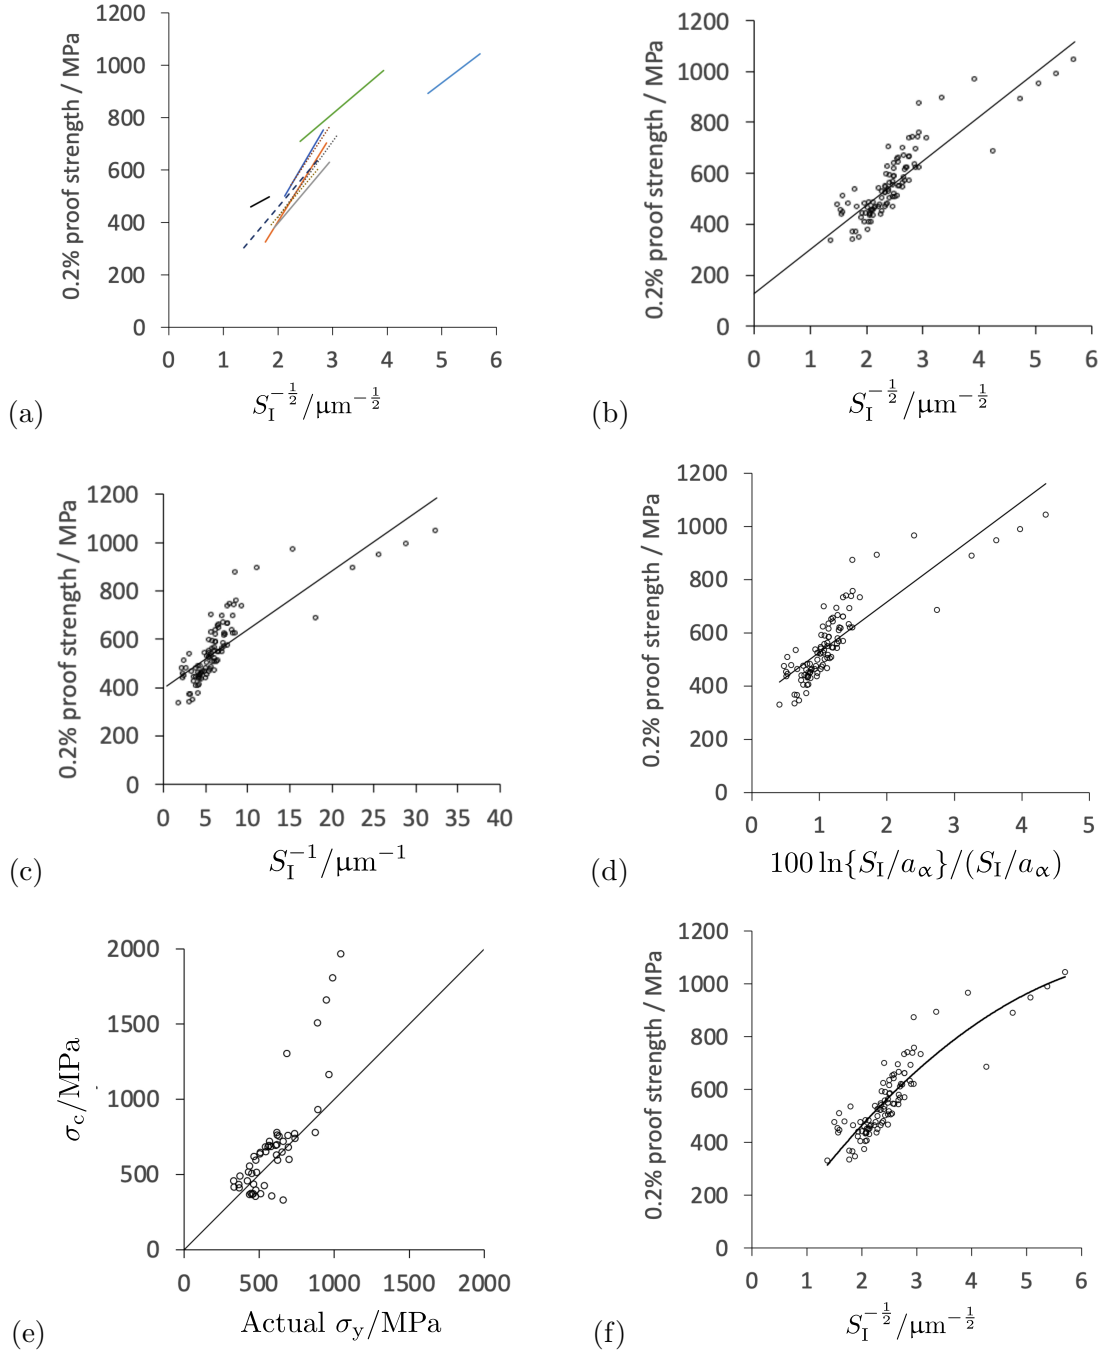 1200
1000
800
600
400
200
0
0.2% proof strength / MPa
0 1 2 3 4 5 6
(a) S_I^{-1/2}/μm^{-1/2}
1200
1000
800
600
400
200
0
0.2% proof strength / MPa
0 1 2 3 4 5 6
(b) S_I^{-1/2}/μm^{-1/2}
1200
1000
800
600
400
200
0
0.2% proof strength / MPa
0 5 10 15 20 25 30 35 40
(c) S_I^{-1}/μm^{-1}
1200
1000
800
600
400
200
0
0.2% proof strength / MPa
0 1 2 3 4 5
(d) 100 ln{S_I/a_α}/(S_I/a_α)
2000
1500
1000
500
0
σ_c/MPa
0 500 1000 1500 2000
(e) Actual σ_y/MPa
1200
1000
800
600
400
200
0
0.2% proof strength / MPa
0 1 2 3 4 5 6
(f) S_I^{-1/2}/μm^{-1/2}